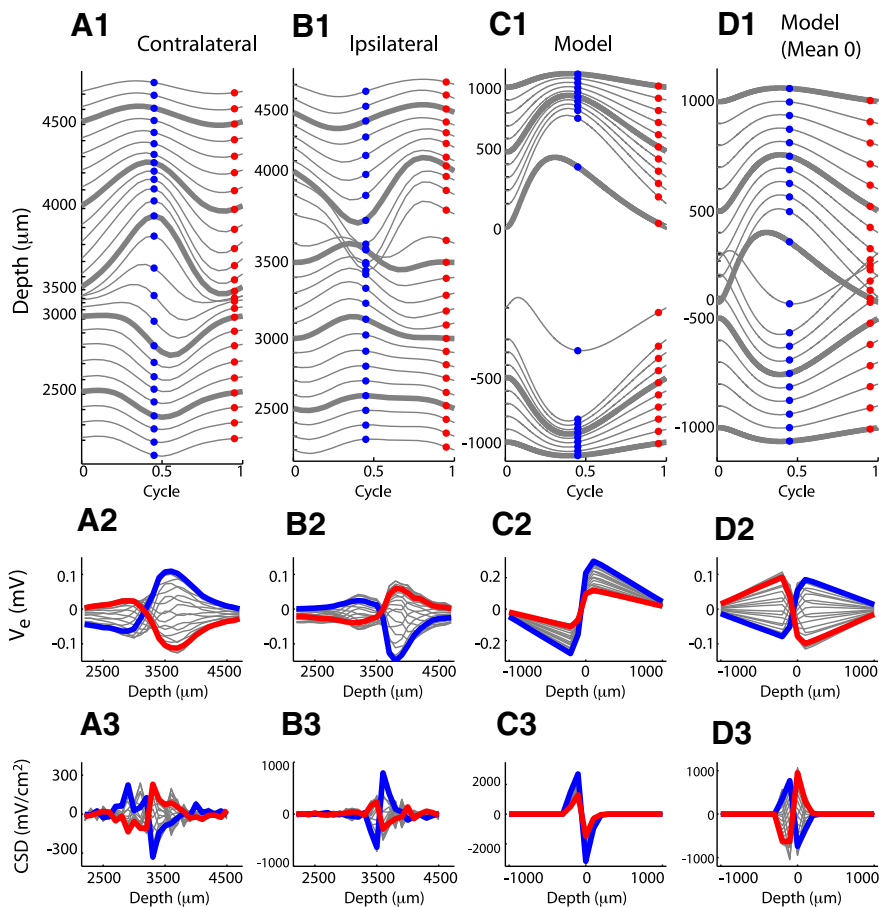 A1 B1 C1 D1
Contralateral Ipsilateral Model Model
(Mean 0)
Depth (μm)
4500 4000 3500 3000 2500
4500 4000 3500 3000 2500
1000 500 0 -500 -1000
1000 500 0 -500 -1000
0 0.5 1 0 0.5 1 0 0.5 1 0 0.5 1
Cycle Cycle Cycle Cycle
A2 B2 C2 D2
Ve (mV)
0.1 0 -0.1
0.1 0 -0.1
0.2 0 -0.2
0.1 0 -0.1
2500 3500 4500 2500 3500 4500 -1000 0 1000 -1000 0 1000
Depth (μm) Depth (μm) Depth (μm) Depth (μm)
A3 B3 C3 D3
CSD (mV/cm²)
300 0 -300
1000 0 -1000
2000 0 -2000
1000 0 -1000
2500 3500 4500 2500 3500 4500 -1000 0 1000 -1000 0 1000
Depth (μm) Depth (μm) Depth (μm) Depth (μm)